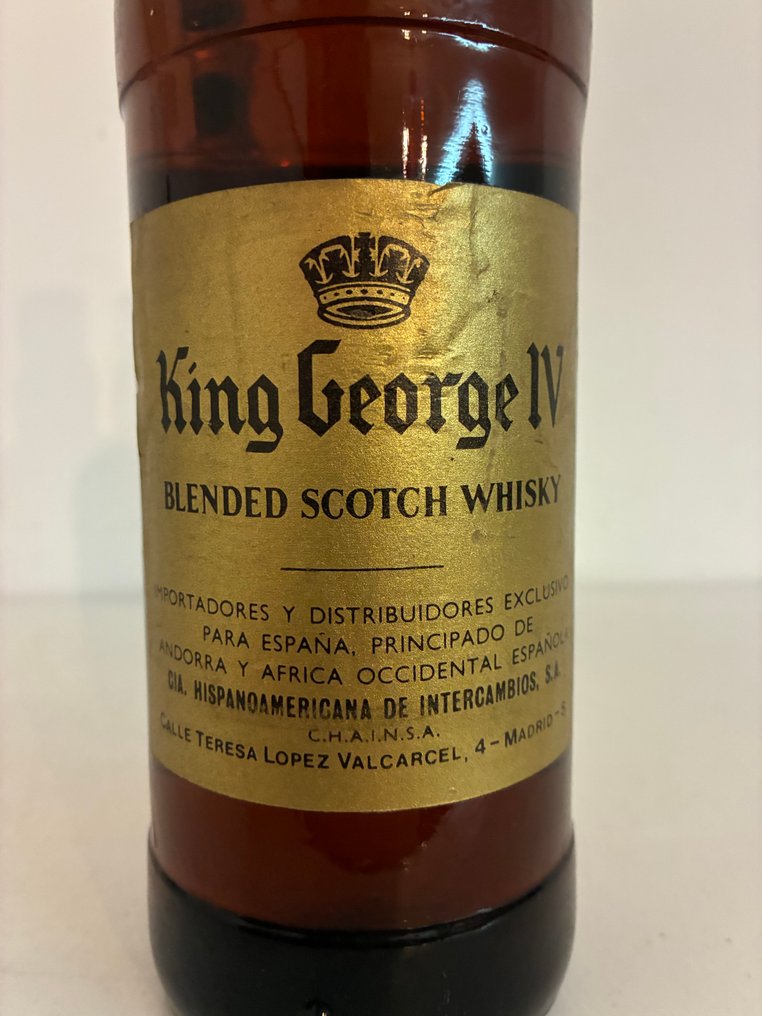 King George IV
BLENDED SCOTCH WHISKY
IMPORTADORES Y DISTRIBUIDORES EXCLUSIVO
PARA ESPAÑA, PRINCIPADO DE
ANDORRA Y AFRICA OCCIDENTAL ESPAÑOLA
CIA. HISPANOAMERICANA DE INTERCAMBIOS, S.A.
C.H.A.I.N.S.A.
CALLE TERESA LOPEZ VALCARCEL, 4 - MADRID-5